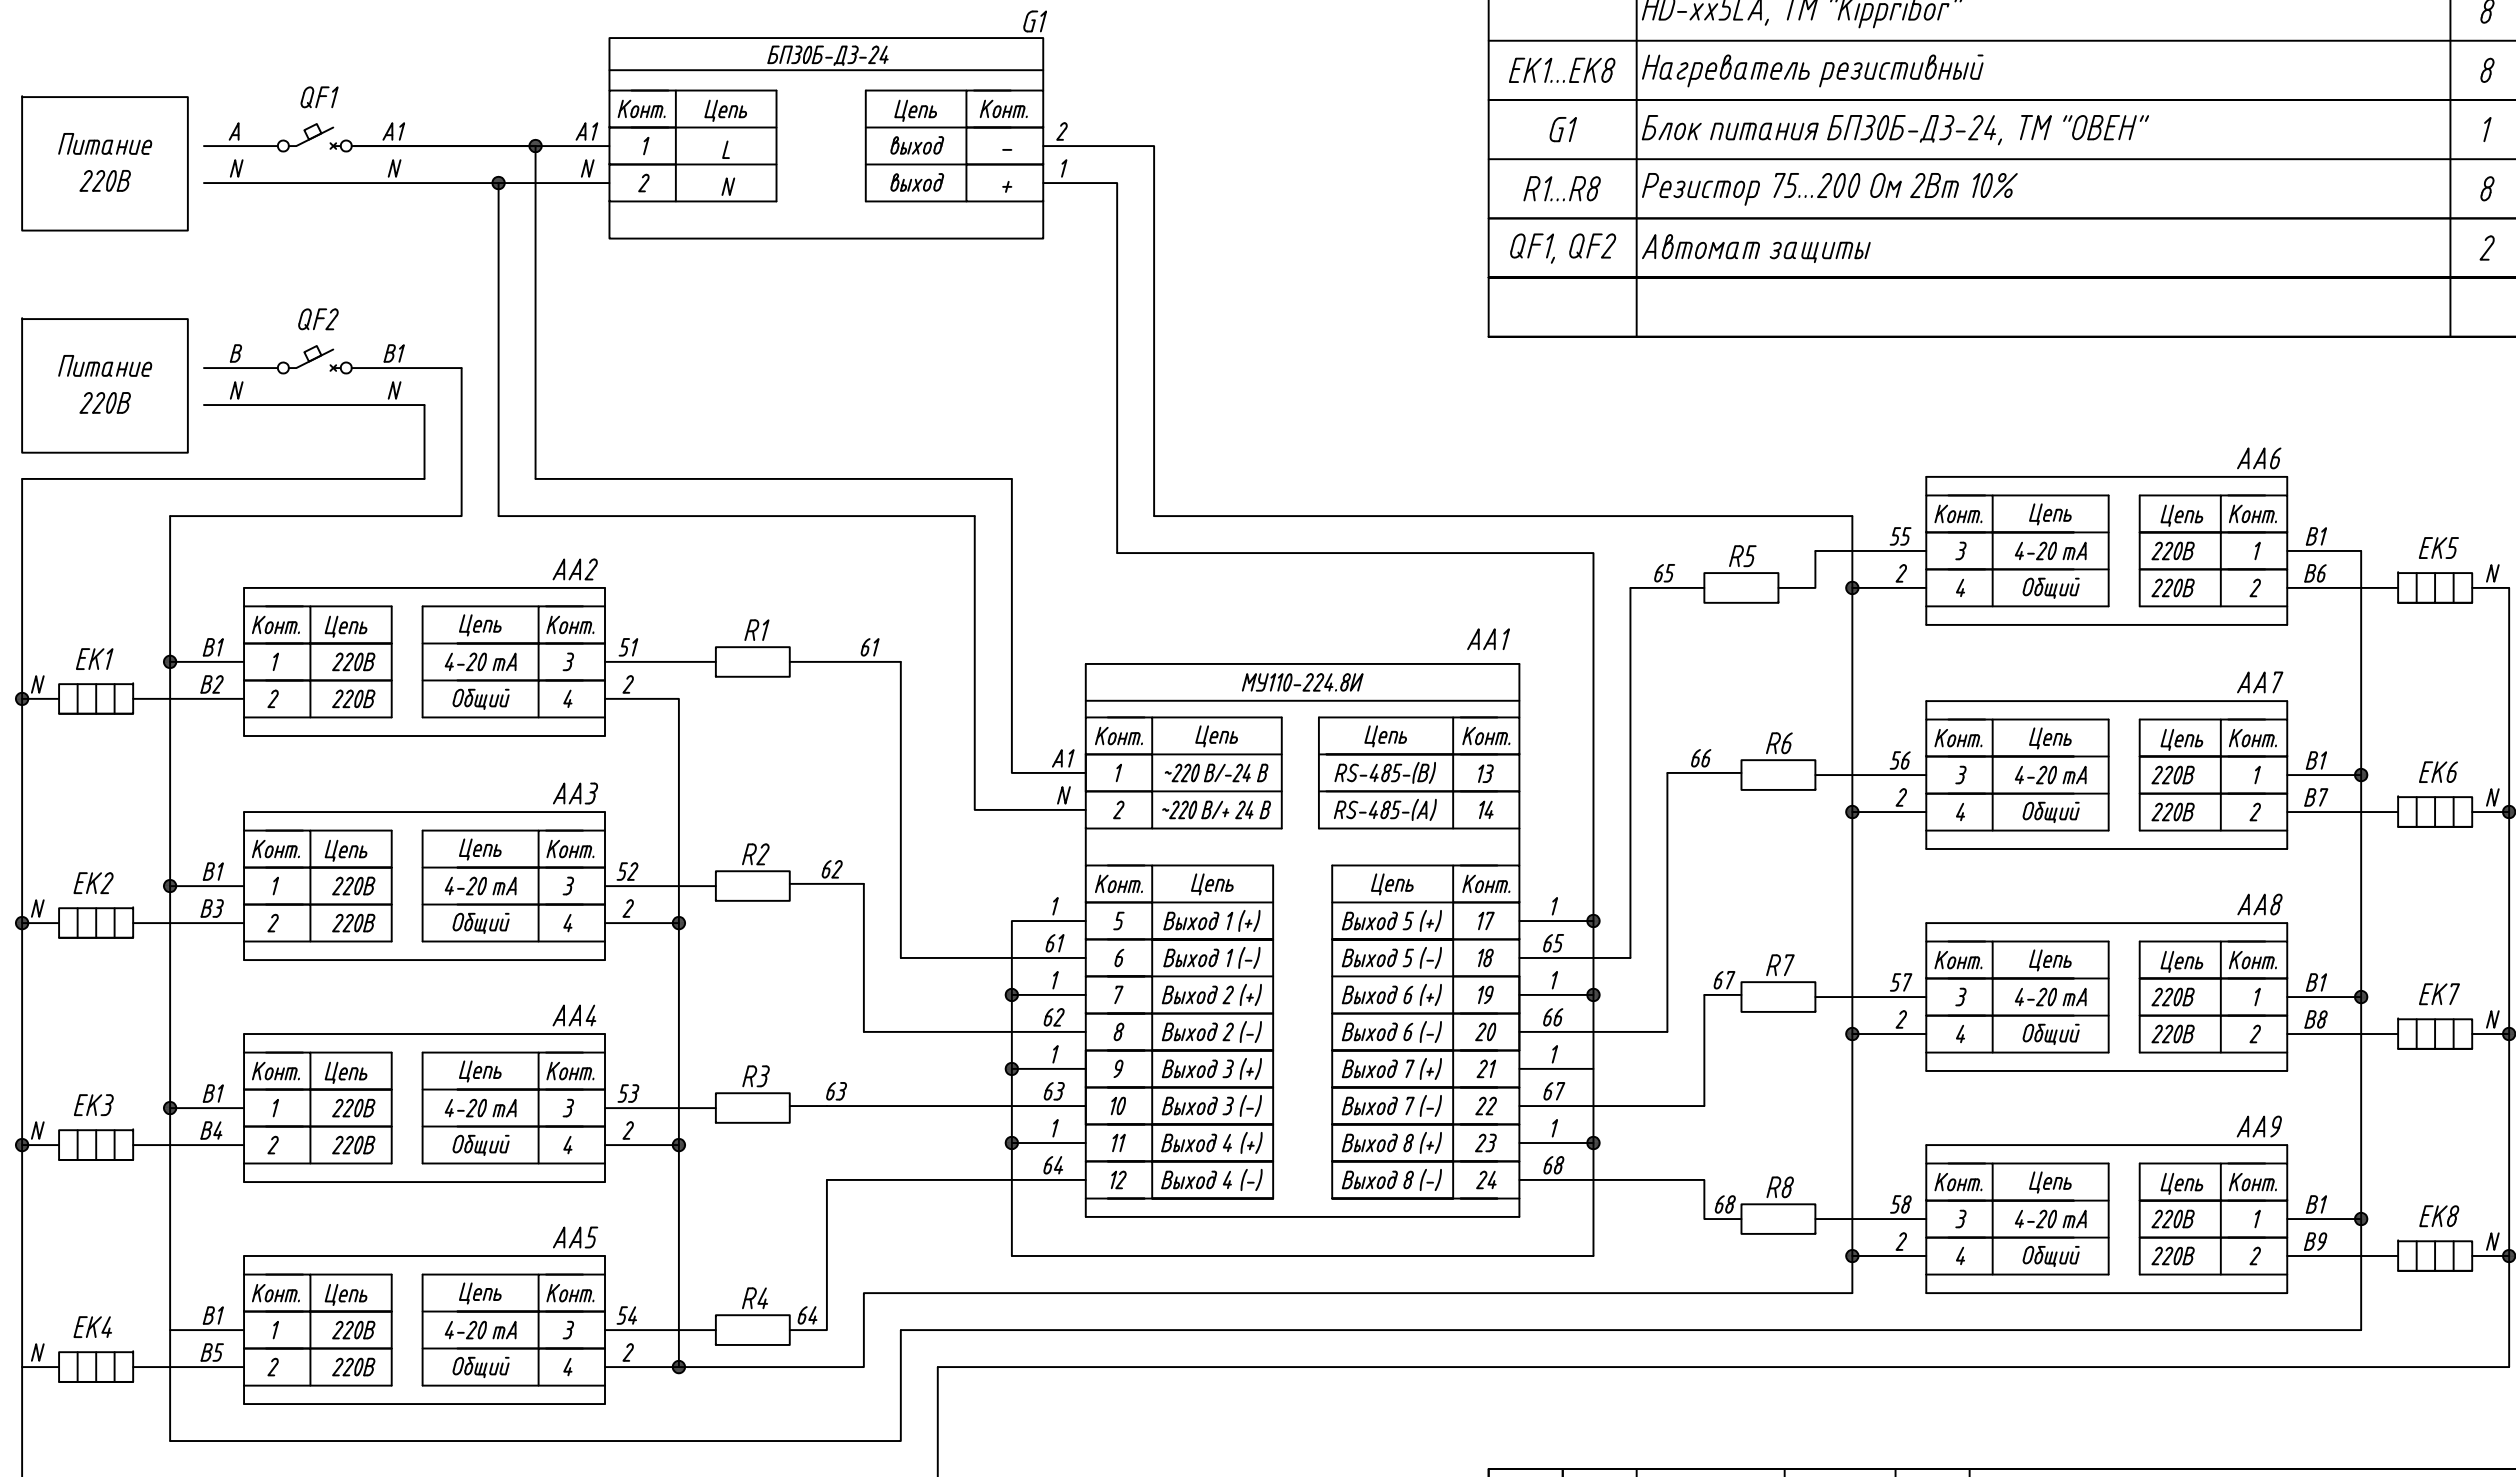 HD-xx5LA, ТМ "Kippribor" 8
EK1...EK8 Нагреватель резистивный 8
G1 Блок питания БП30Б-Д3-24, ТМ "ОВЕН" 1
R1...R8 Резистор 75...200 Ом 2Вт 10% 8
QF1, QF2 Автомат защиты 2
G1
БП30Б-Д3-24
Конт. Цепь Цепь Конт.
1 L выход -
2 N выход +
Питание
220В
QF1
A A1 A1 2
N N N 1
Питание
220В
QF2
B B1
N N
AA2
Конт. Цепь Цепь Конт.
B1 1 220В 4-20 mA 3 51 R1 61
EK1 N B2 2 220В Общий 4 2
AA3
Конт. Цепь Цепь Конт.
B1 1 220В 4-20 mA 3 52 R2 62
EK2 N B3 2 220В Общий 4 2
AA4
Конт. Цепь Цепь Конт.
B1 1 220В 4-20 mA 3 53 R3 63
EK3 N B4 2 220В Общий 4 2
AA5
Конт. Цепь Цепь Конт.
B1 1 220В 4-20 mA 3 54 R4 64
EK4 N B5 2 220В Общий 4 2
AA1
МУ110-224.8И
Конт. Цепь Цепь Конт.
A1 1 ~220 В/-24 В RS-485-(B) 13
N 2 ~220 В/+ 24 В RS-485-(A) 14
Конт. Цепь Цепь Конт.
1 5 Выход 1 (+) Выход 5 (+) 17 1
61 6 Выход 1 (-) Выход 5 (-) 18 65
1 7 Выход 2 (+) Выход 6 (+) 19 1
62 8 Выход 2 (-) Выход 6 (-) 20 66
1 9 Выход 3 (+) Выход 7 (+) 21 1
63 10 Выход 3 (-) Выход 7 (-) 22 67
1 11 Выход 4 (+) Выход 8 (+) 23 1
64 12 Выход 4 (-) Выход 8 (-) 24 68
AA6
Конт. Цепь Цепь Конт.
65 R5 55 3 4-20 mA 220В 1 B1 EK5
2 4 Общий 220В 2 B6 N
AA7
Конт. Цепь Цепь Конт.
66 R6 56 3 4-20 mA 220В 1 B1 EK6
2 4 Общий 220В 2 B7 N
AA8
Конт. Цепь Цепь Конт.
67 R7 57 3 4-20 mA 220В 1 B1 EK7
2 4 Общий 220В 2 B8 N
AA9
Конт. Цепь Цепь Конт.
68 R8 58 3 4-20 mA 220В 1 B1 EK8
2 4 Общий 220В 2 B9 N